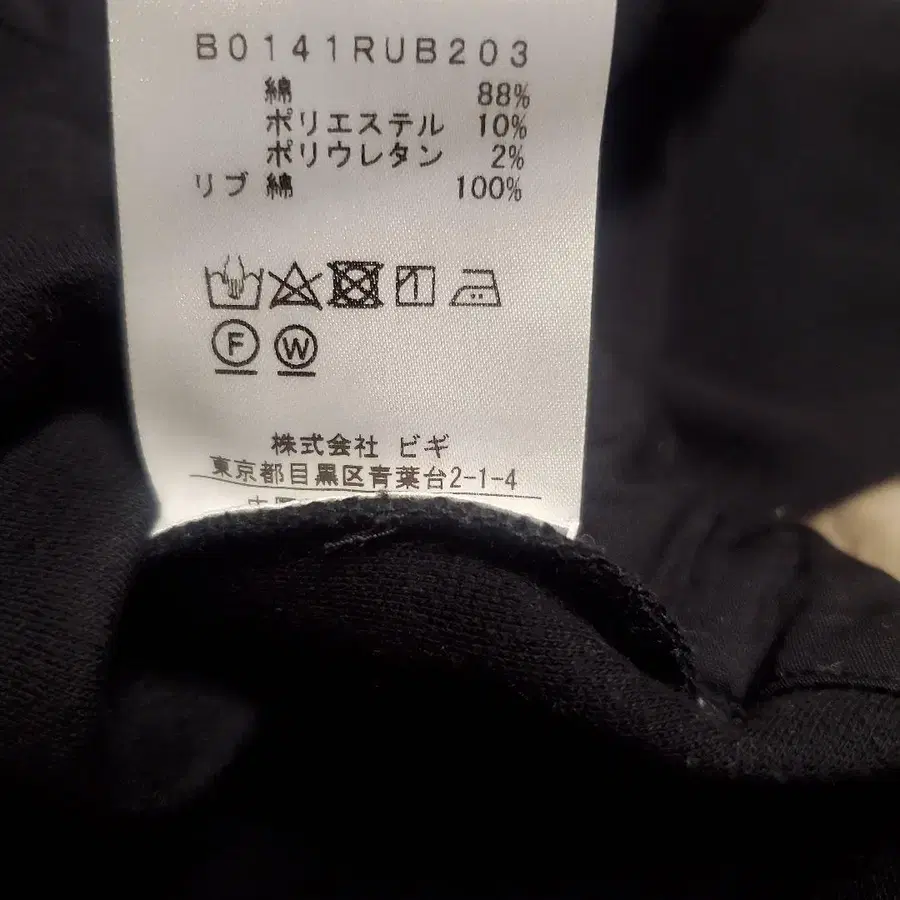 B0141RUB203
綿 88%
ポリエステル 10%
ポリウレタン 2%
リブ 綿 100%
F W
株式会社 ビギ
東京都目黒区青葉台2-1-4